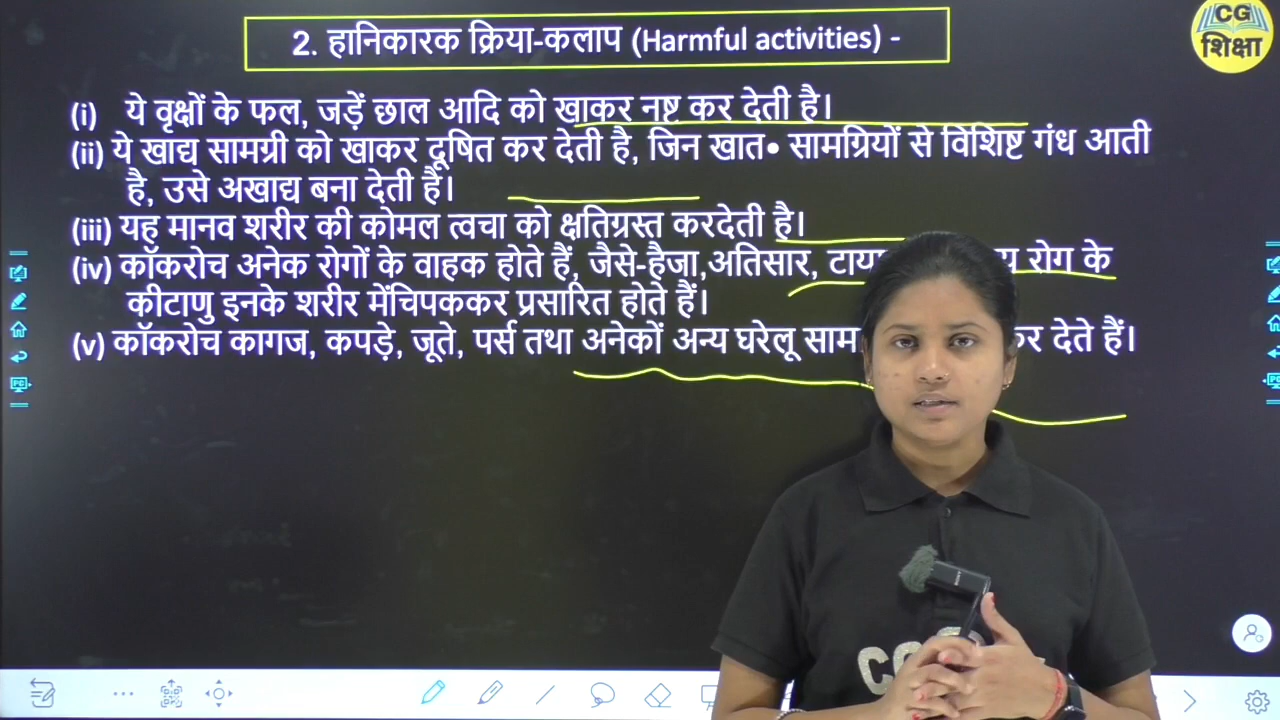 2. हानिकारक क्रिया-कलाप (Harmful activities) -
CG
शिक्षा
(i) ये वृक्षों के फल, जड़ें छाल आदि को खाकर नष्ट कर देती है।
(ii) ये खाद्य सामग्री को खाकर दूषित कर देती है, जिन खात• सामग्रियों से विशिष्ट गंध आती
है, उसे अखाद्य बना देती है।
(iii) यह मानव शरीर की कोमल त्वचा को क्षतिग्रस्त करदेती है।
(iv) कॉकरोच अनेक रोगों के वाहक होते हैं, जैसे-हैजा,अतिसार, रोग के
कीटाणु इनके शरीर मेंचिपककर प्रसारित होते हैं।
(v) कॉकरोच कागज, कपड़े, जूते, पर्स तथा अनेकों अन्य घरेलू देते हैं।